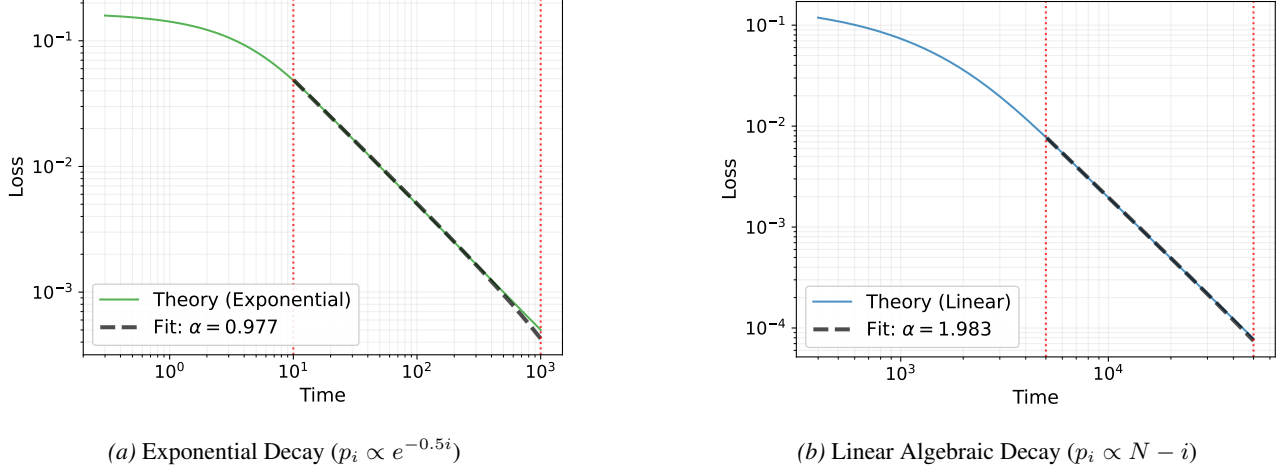 10^{-1}
10^{-2}
10^{-3}
Loss
Theory (Exponential)
Fit: α = 0.977
10^0
10^1
10^2
10^3
Time
(a) Exponential Decay (p_i ∝ e^{-0.5i})
10^{-1}
10^{-2}
10^{-3}
10^{-4}
Loss
Theory (Linear)
Fit: α = 1.983
10^3
10^4
Time
(b) Linear Algebraic Decay (p_i ∝ N − i)